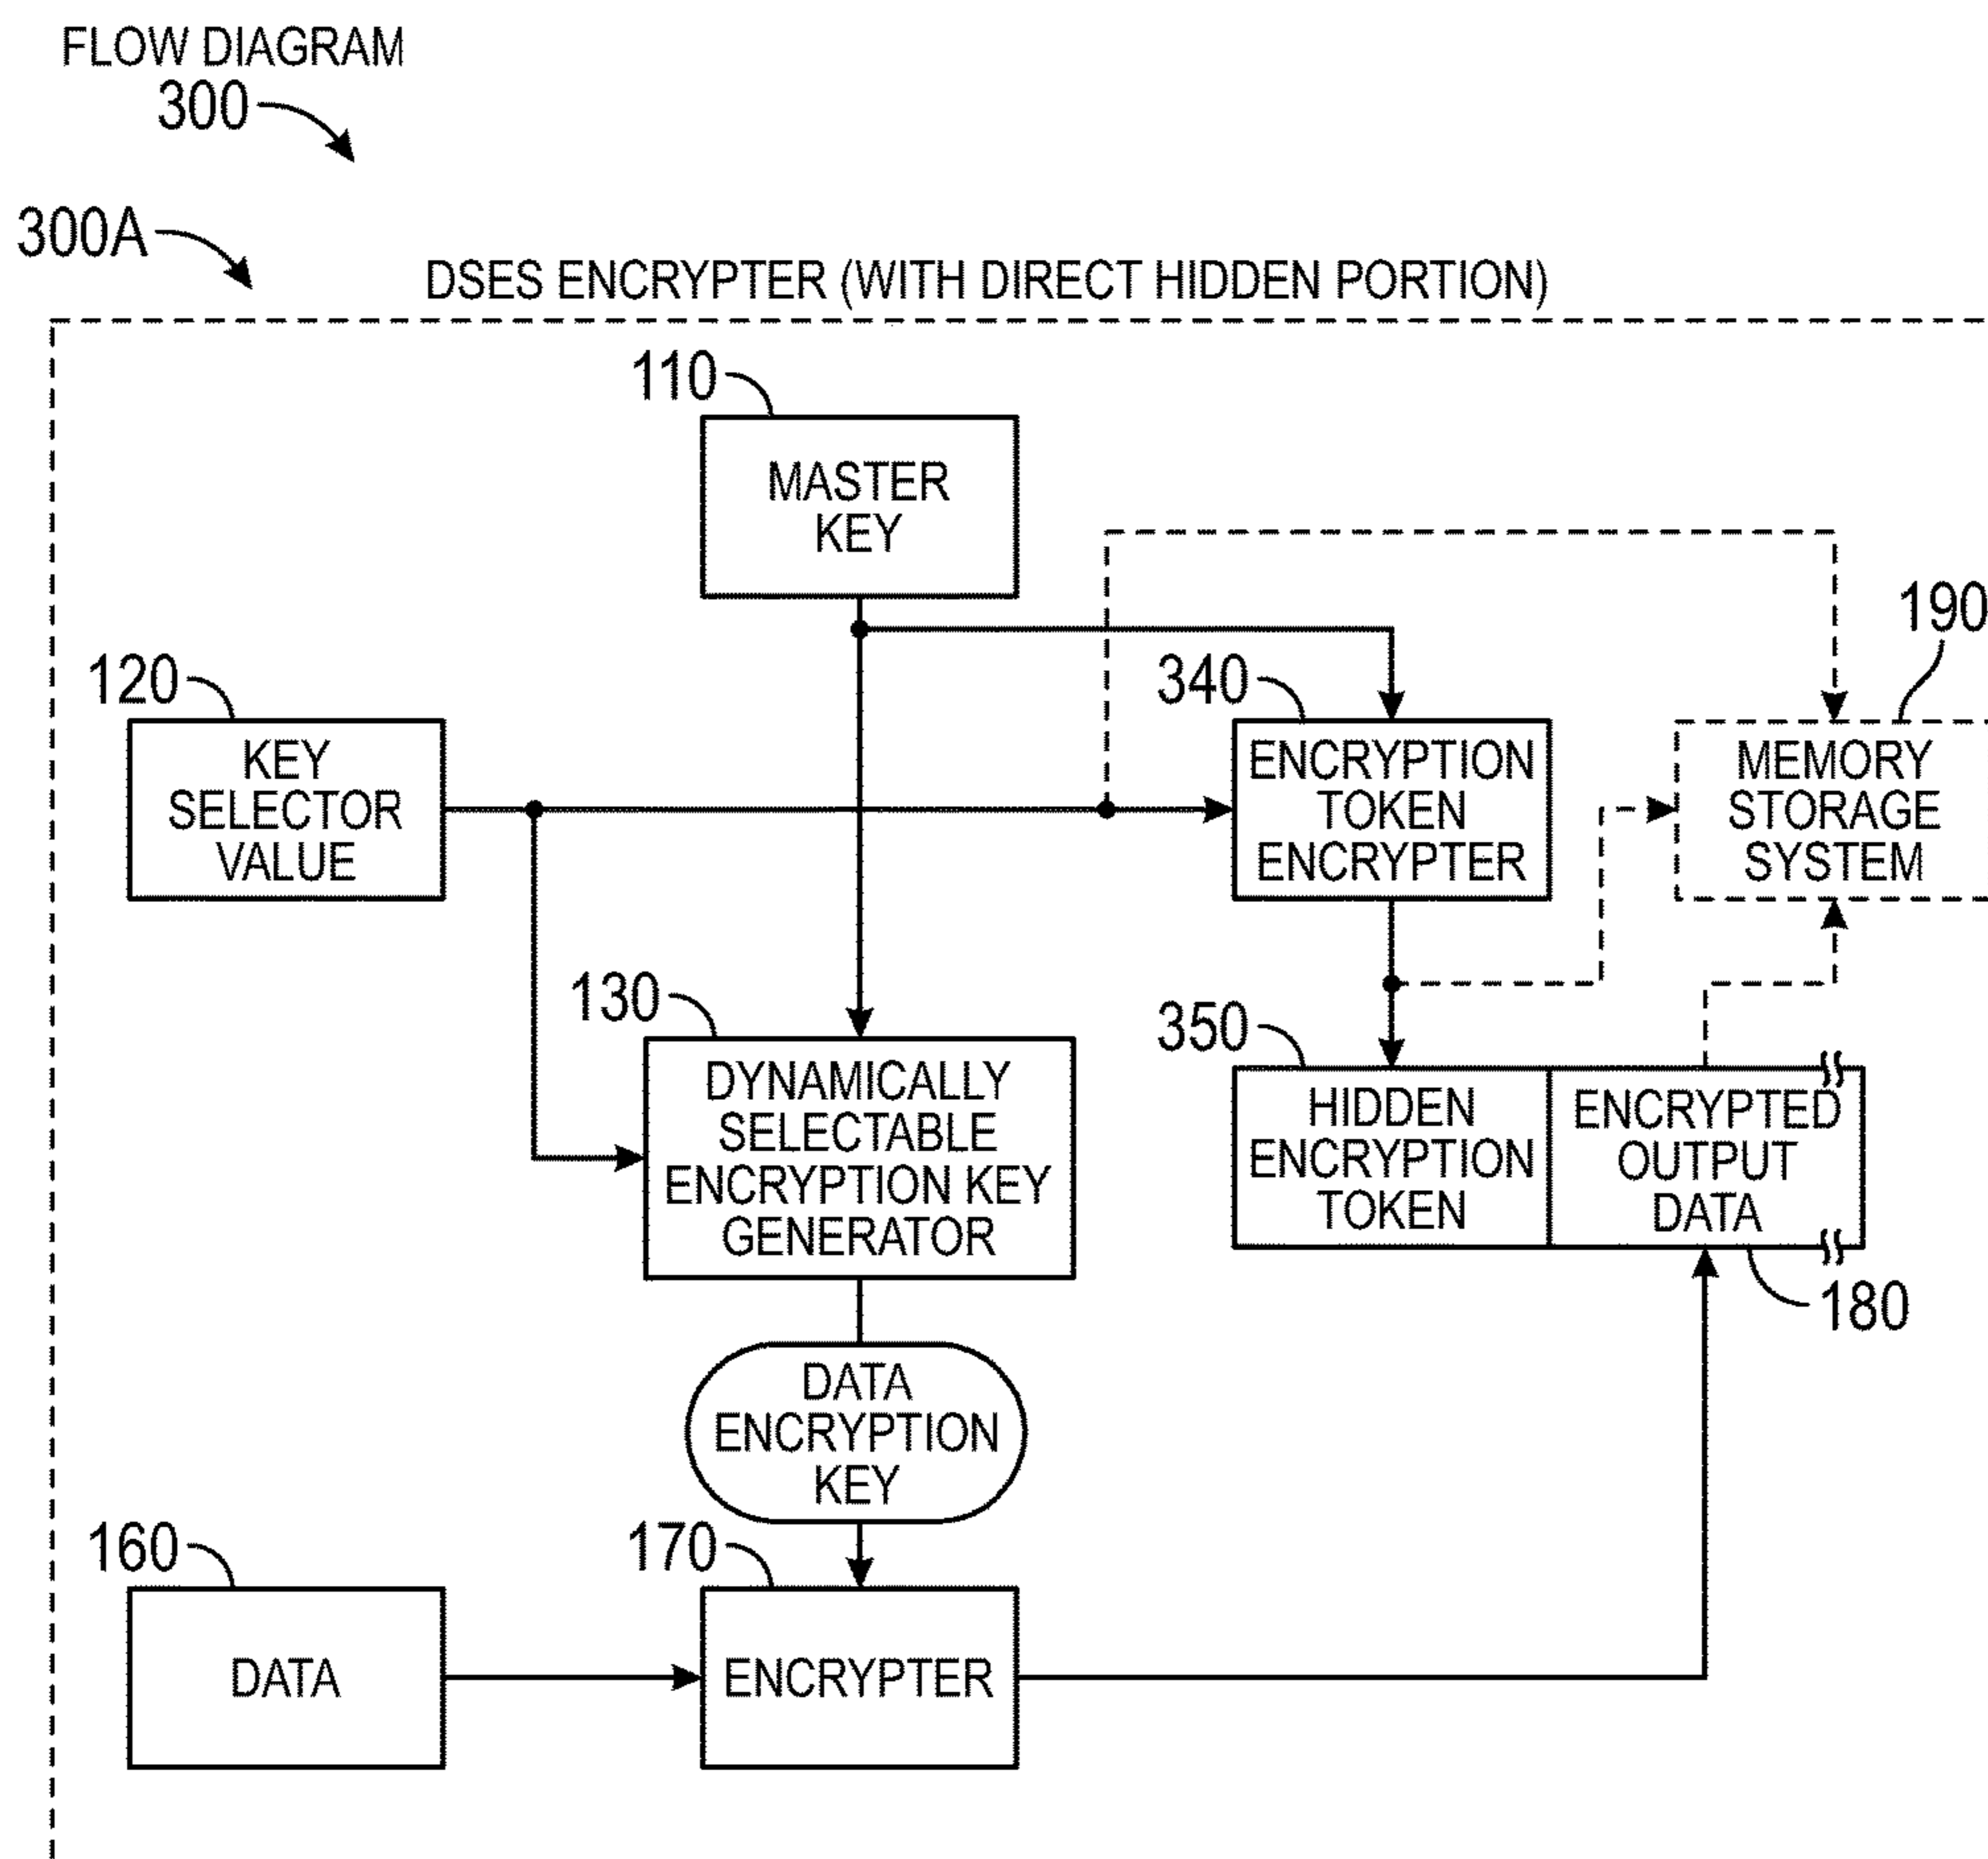 FLOW DIAGRAM
300
300A
DSES ENCRYPTER (WITH DIRECT HIDDEN PORTION)
110
MASTER
KEY
190
120
KEY
SELECTOR
VALUE
340
ENCRYPTION
TOKEN
ENCRYPTER
MEMORY
STORAGE
SYSTEM
130
DYNAMICALLY
SELECTABLE
ENCRYPTION KEY
GENERATOR
350
HIDDEN
ENCRYPTION
TOKEN
ENCRYPTED
OUTPUT
DATA
180
DATA
ENCRYPTION
KEY
160
DATA
170
ENCRYPTER